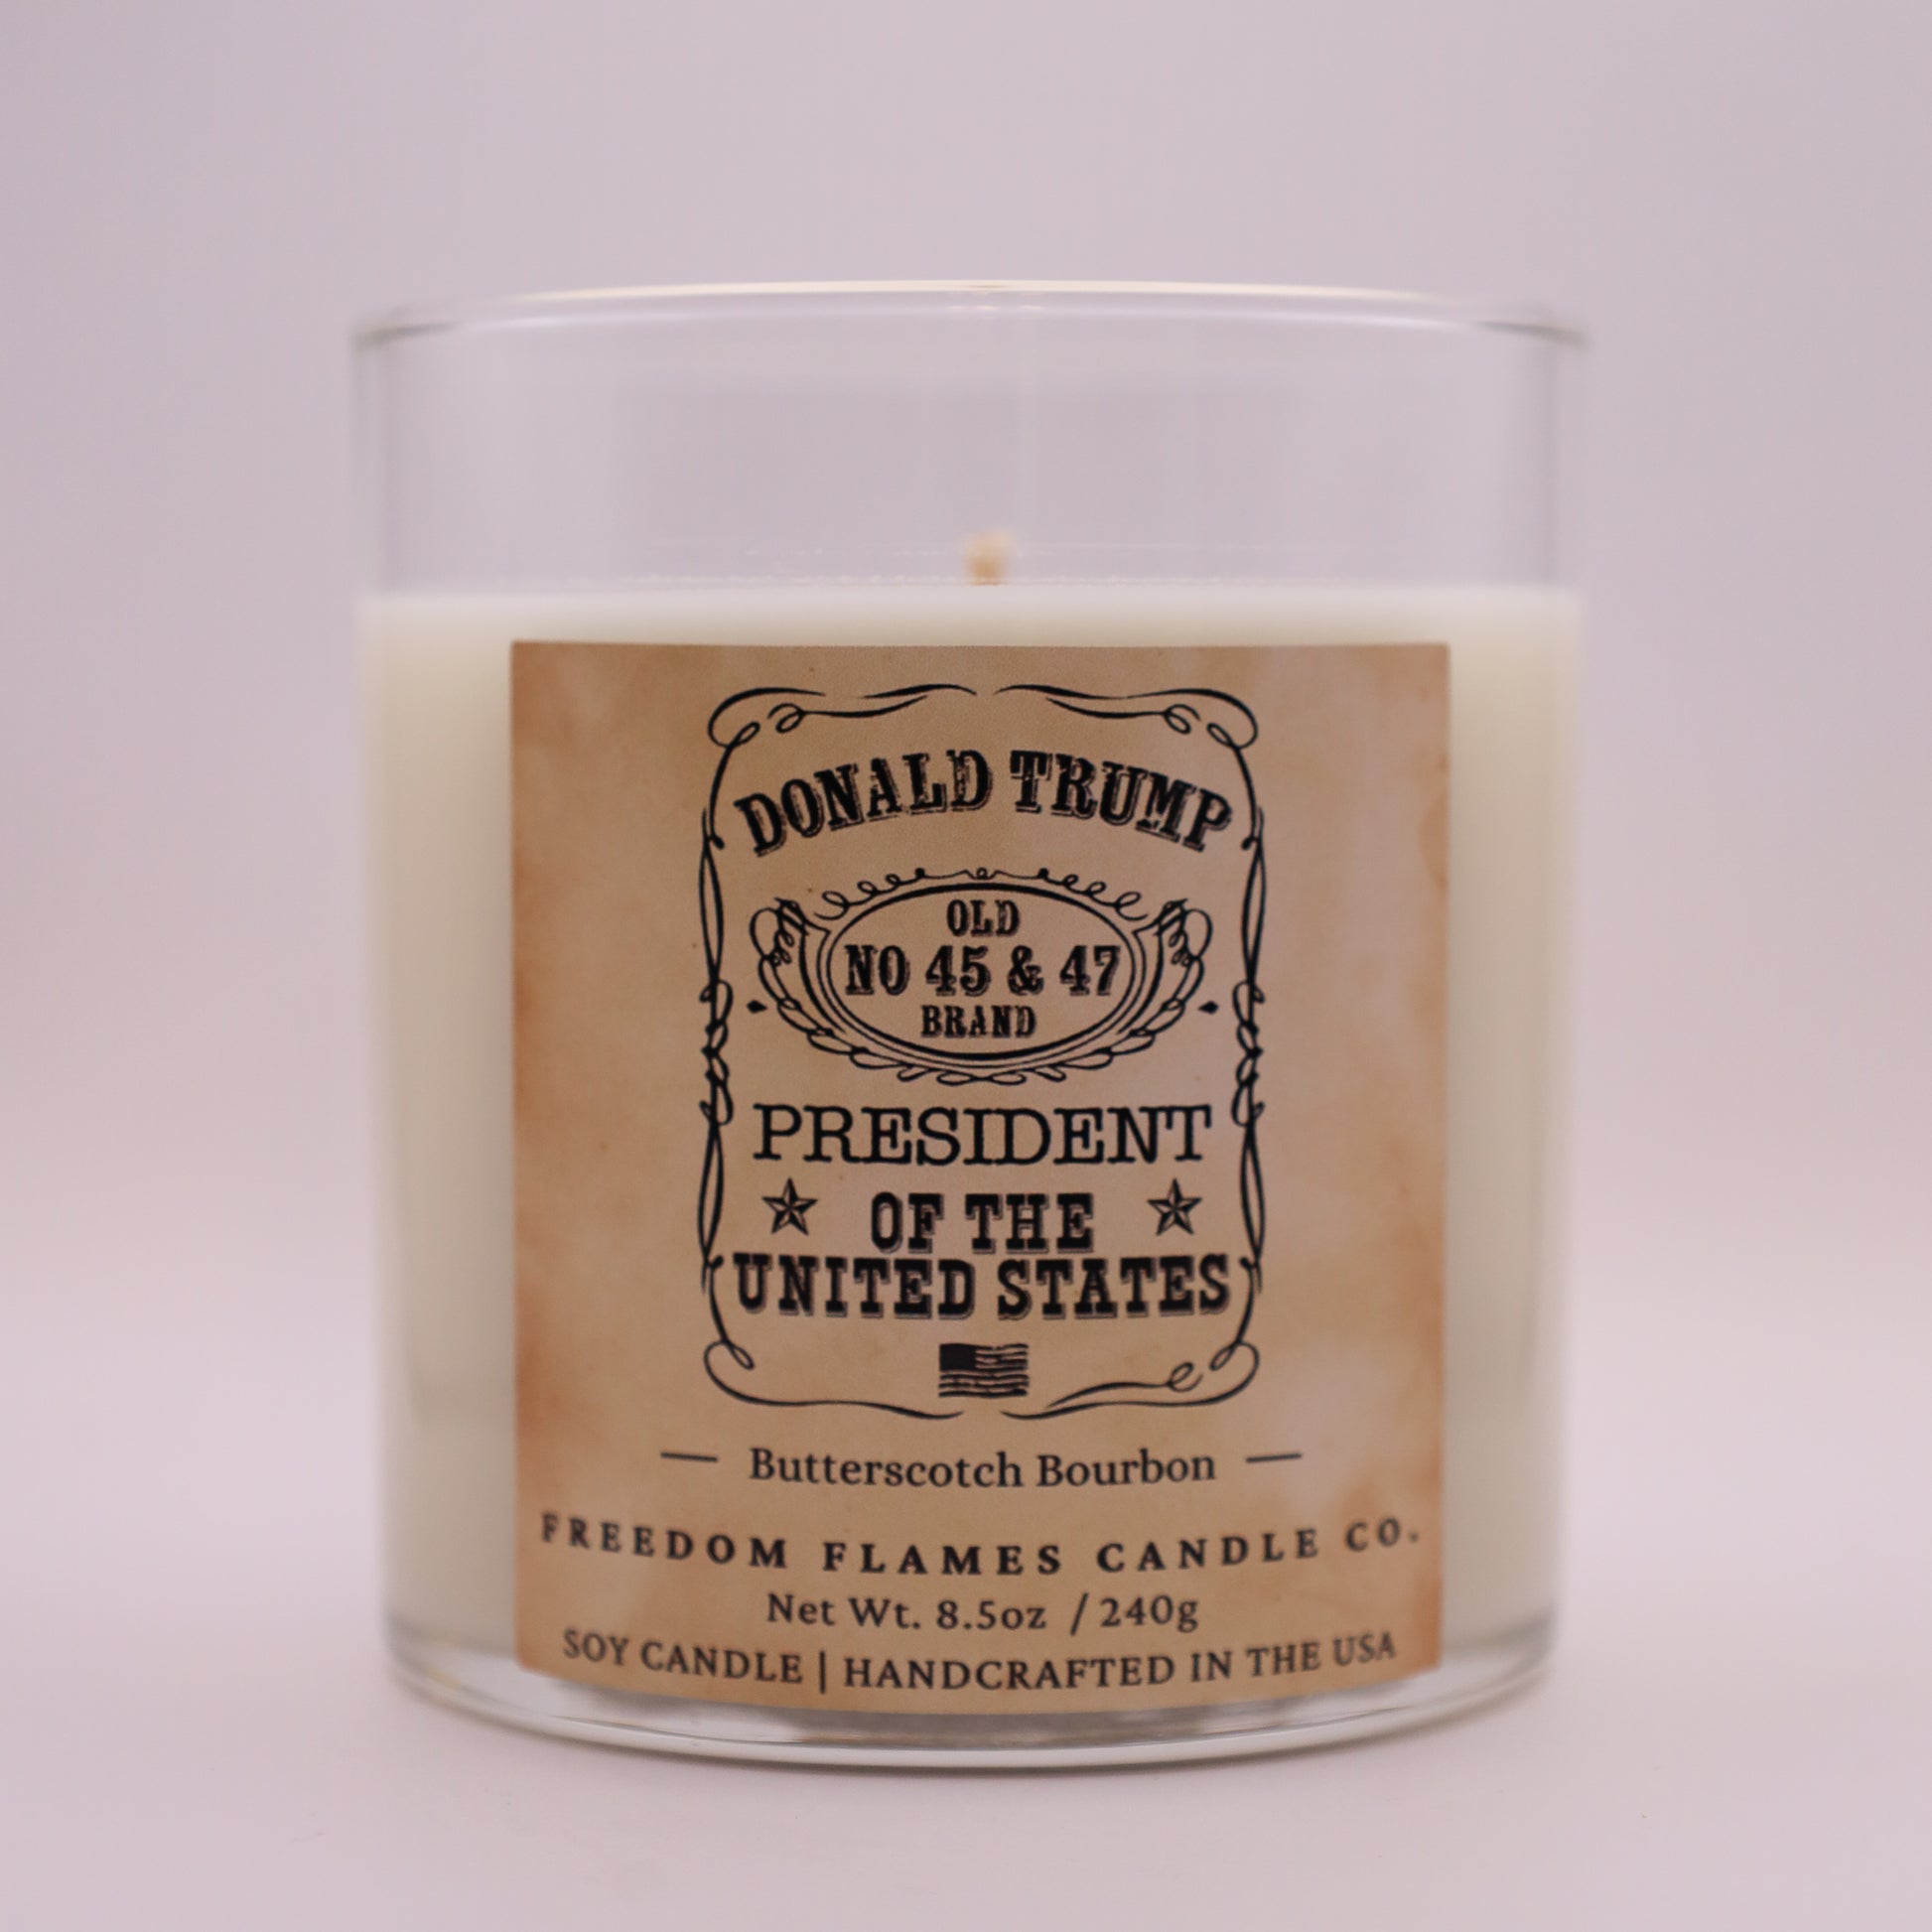 DONALD TRUMP
OLD
NO 45 & 47
BRAND
PRESIDENT
OF THE
UNITED STATES
— Butterscotch Bourbon —
FREEDOM FLAMES CANDLE CO.
Net Wt. 8.5oz / 240g
SOY CANDLE | HANDCRAFTED IN THE USA